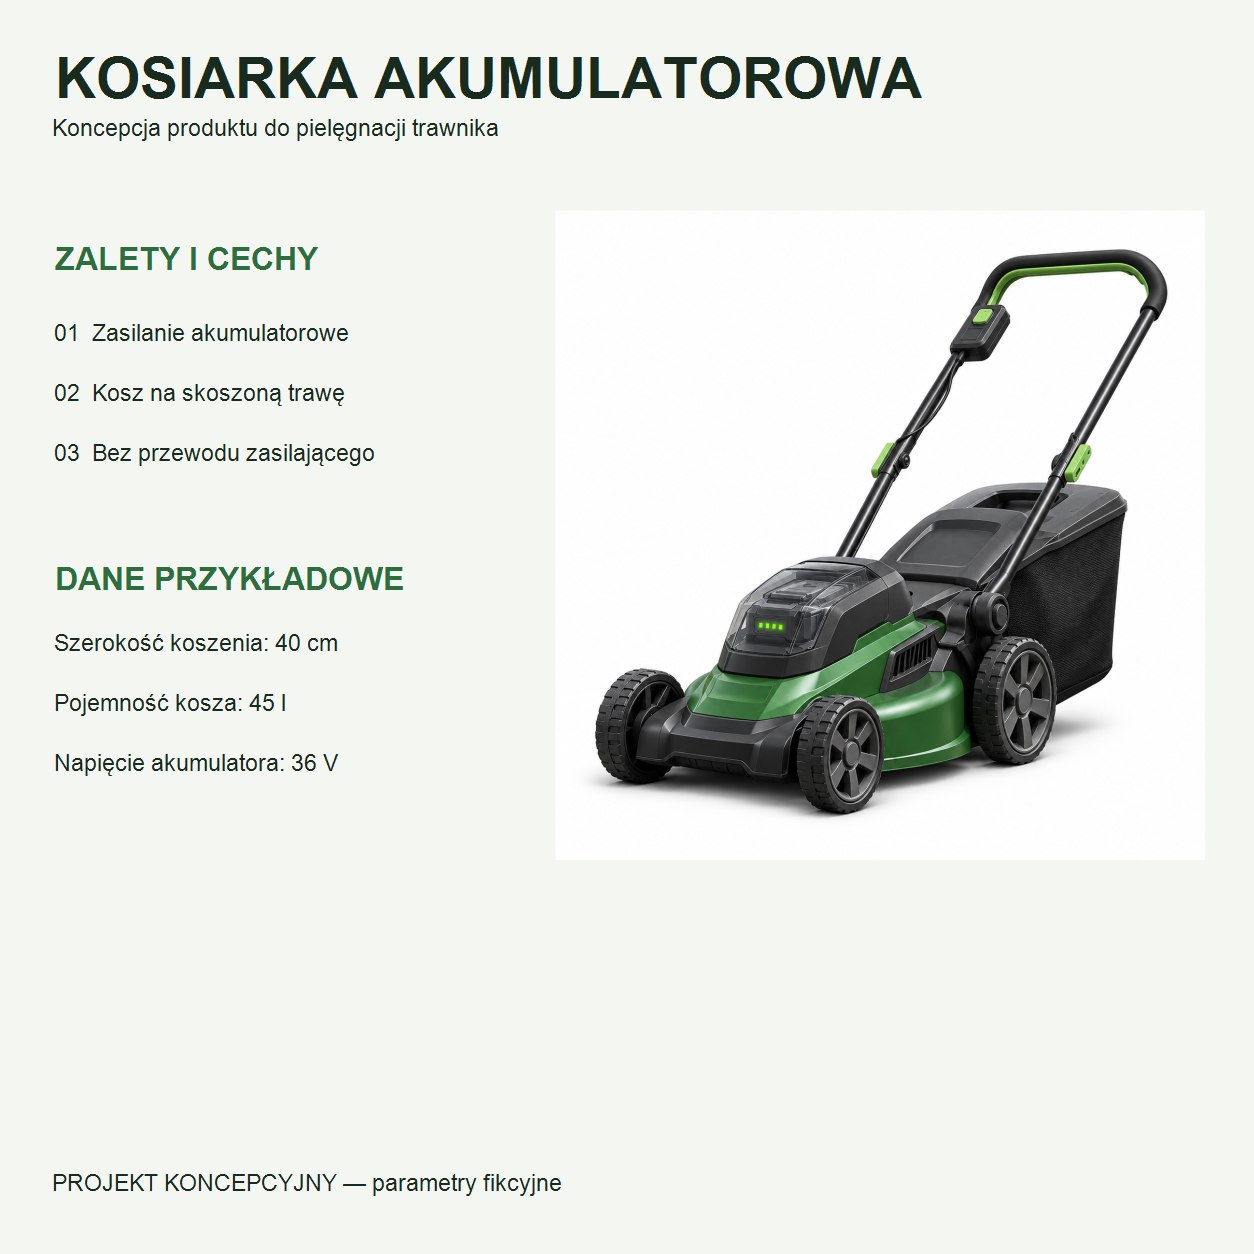 KOSIARKA AKUMULATOROWA
Koncepcja produktu do pielęgnacji trawnika
ZALETY I CECHY
01 Zasilanie akumulatorowe
02 Kosz na skoszoną trawę
03 Bez przewodu zasilającego
DANE PRZYKŁADOWE
Szerokość koszenia: 40 cm
Pojemność kosza: 45 l
Napięcie akumulatora: 36 V
PROJEKT KONCEPCYJNY — parametry fikcyjne